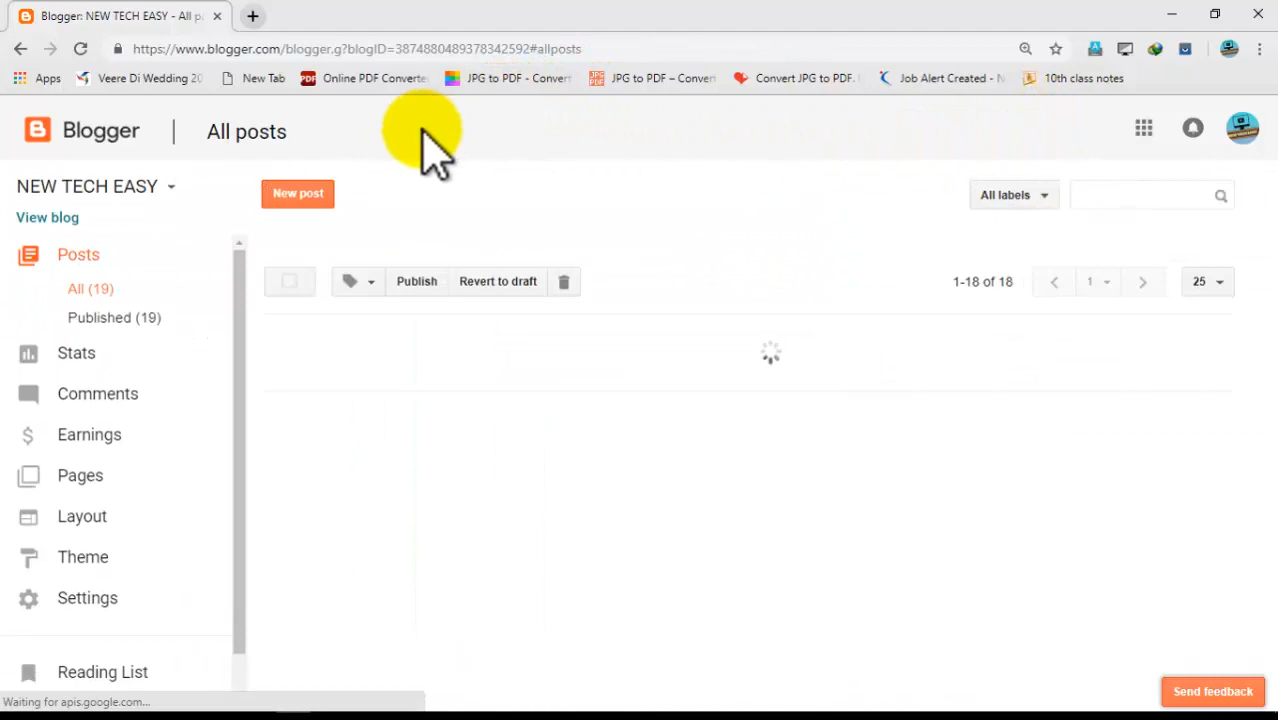 Blogger: NEW TECH EASY - All p
https://www.blogger.com/blogger.g?blogID=3874880489378342592#allposts
Apps Veere Di Wedding 20 New Tab Online PDF Converte JPG to PDF - Convert JPG to PDF – Conver Convert JPG to PDF. Job Alert Created - N 10th class notes
Blogger | All posts
NEW TECH EASY
New post
All labels
View blog
Posts
All (19)
Published (19)
Publish
Revert to draft
1-18 of 18
1
25
Stats
Comments
Earnings
Pages
Layout
Theme
Settings
Reading List
Waiting for apis.google.com...
Send feedback